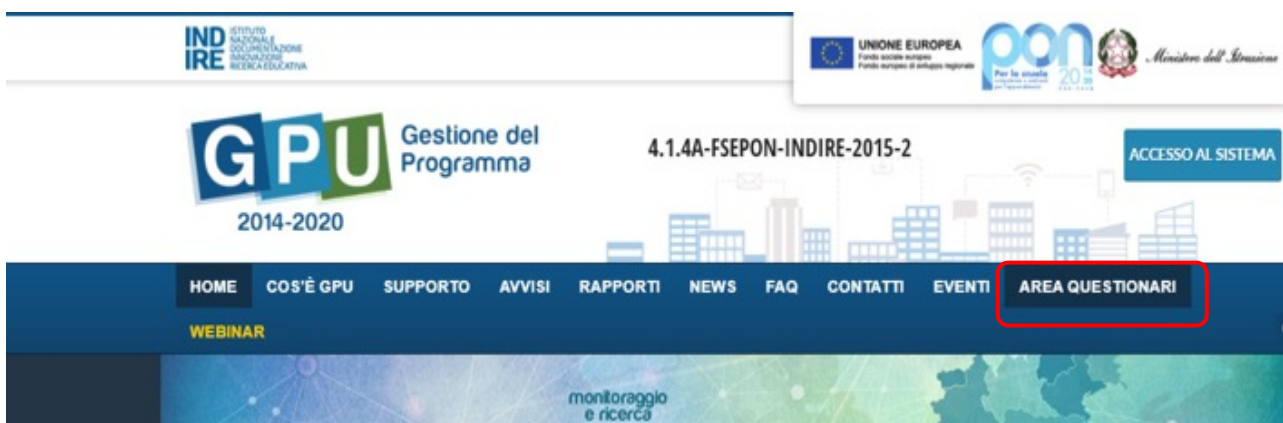 IND
IRE
ISTITUTO
NAZIONALE
DOCUMENTAZIONE
INNOVAZIONE
RICERCA EDUCATIVA
UNIONE EUROPEA
Fondo sociale europeo
Fondo europeo di sviluppo regionale
pon
Per la scuola
per l'apprendimento
Ministero dell'Istruzione
GPU
Gestione del
Programma
2014-2020
4.1.4A-FSEPON-INDIRE-2015-2
ACCESSO AL SISTEMA
HOME COS'È GPU SUPPORTO AVVISI RAPPORTI NEWS FAQ CONTATTI EVENTI AREA QUESTIONARI
WEBINAR
monitoraggio
e ricerca